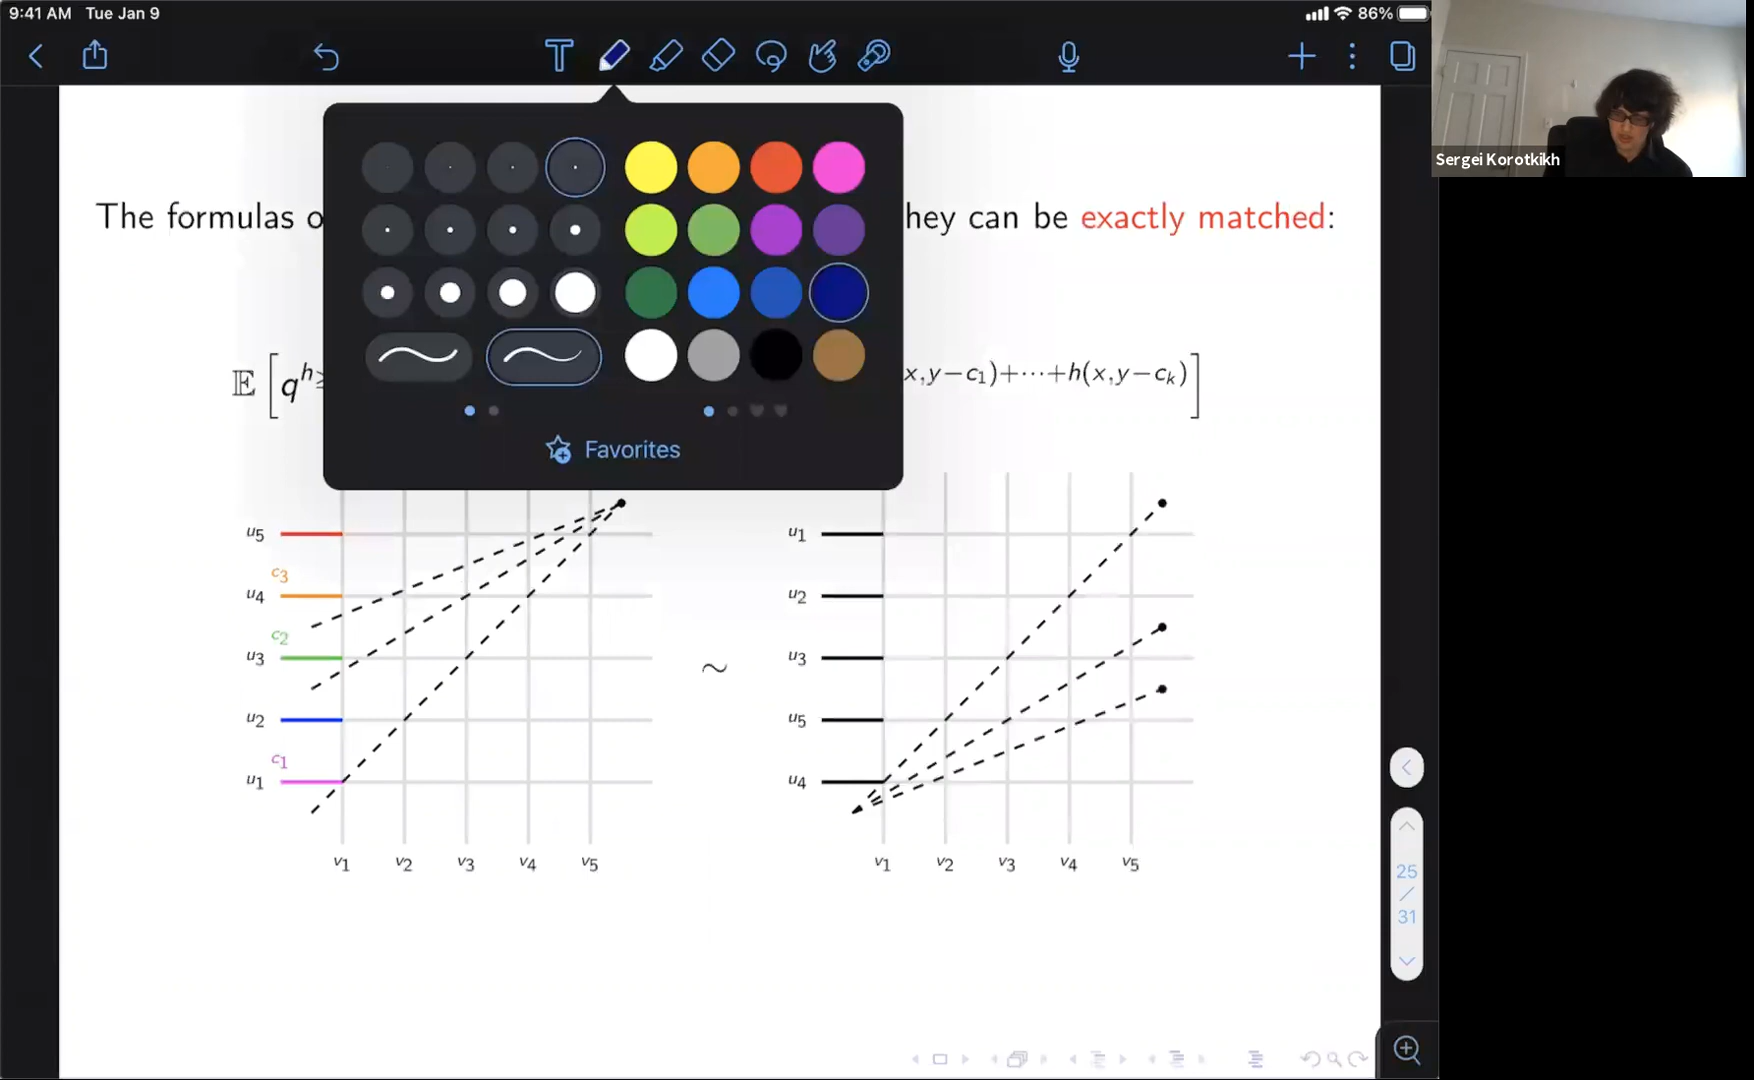 9:41 AM Tue Jan 9
86%
T
Sergei Korotkikh
The formulas o
hey can be exactly matched:
𝔼 [ q^h≥
x,y−c₁)+⋯+h(x,y−cₖ) ]
Favorites
u₅
c₃
u₄
c₂
u₃
u₂
c₁
u₁
v₁ v₂ v₃ v₄ v₅
∼
u₁
u₂
u₃
u₅
u₄
v₁ v₂ v₃ v₄ v₅
25
/
31